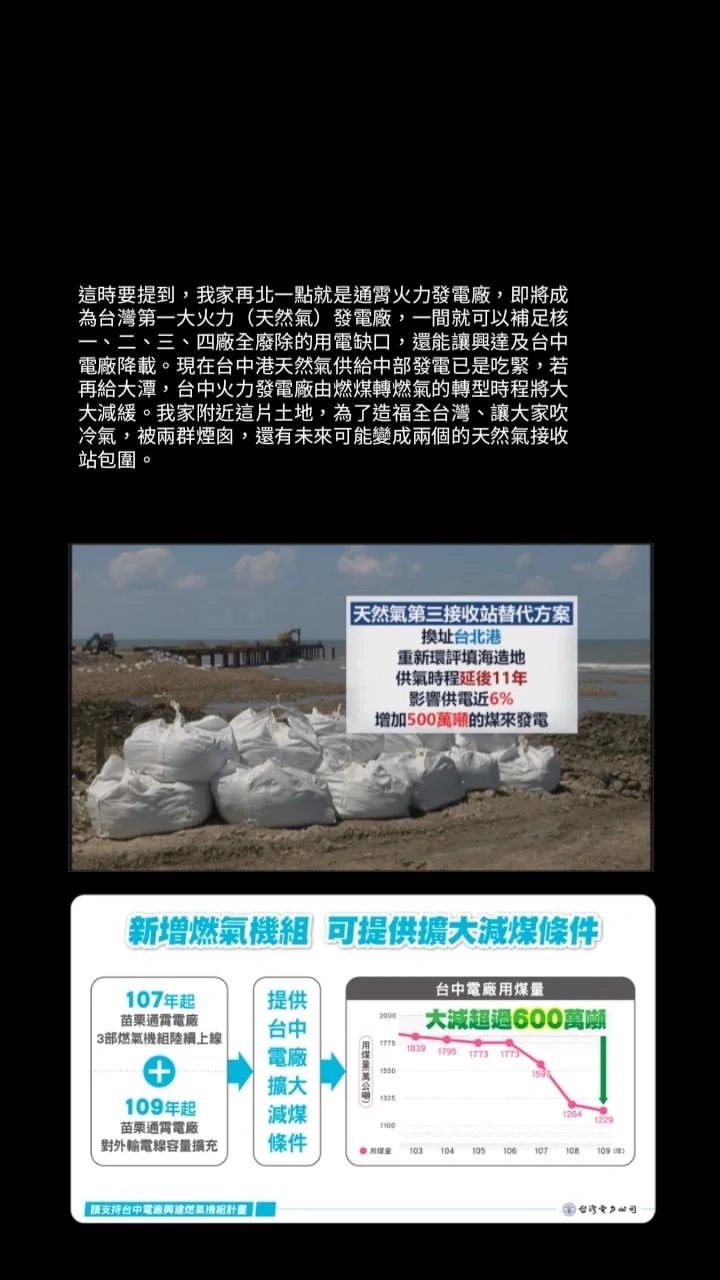 這時要提到，我家再北一點就是通霄火力發電廠，即將成
為台灣第一大火力（天然氣）發電廠，一間就可以補足核
一、二、三、四廠全廢除的用電缺口，還能讓興達及台中
電廠降載。現在台中港天然氣供給中部發電已是吃緊，若
再給大潭，台中火力發電廠由燃煤轉燃氣的轉型時程將大
大減緩。我家附近這片土地，為了造福全台灣、讓大家吹
冷氣，被兩群煙囪，還有未來可能變成兩個的天然氣接收
站包圍。
天然氣第三接收站替代方案
換址台北港
重新環評填海造地
供氣時程延後11年
影響供電近6%
增加500萬噸的煤來發電
新增燃氣機組 可提供擴大減煤條件
107年起
苗栗通霄電廠
3部燃氣機組陸續上線
+
109年起
苗栗通霄電廠
對外輸電線容量擴充
提供
台中
電廠
擴大
減煤
條件
台中電廠用煤量
大減超過600萬噸
用煤量(萬公噸)
2000
1775
1550
1325
1100
1839
1795
1773
1773
1597
1264
1229
用煤量 103 104 105 106 107 108 109 (年)
請支持台中電廠興建燃氣機組計畫
台灣電力公司